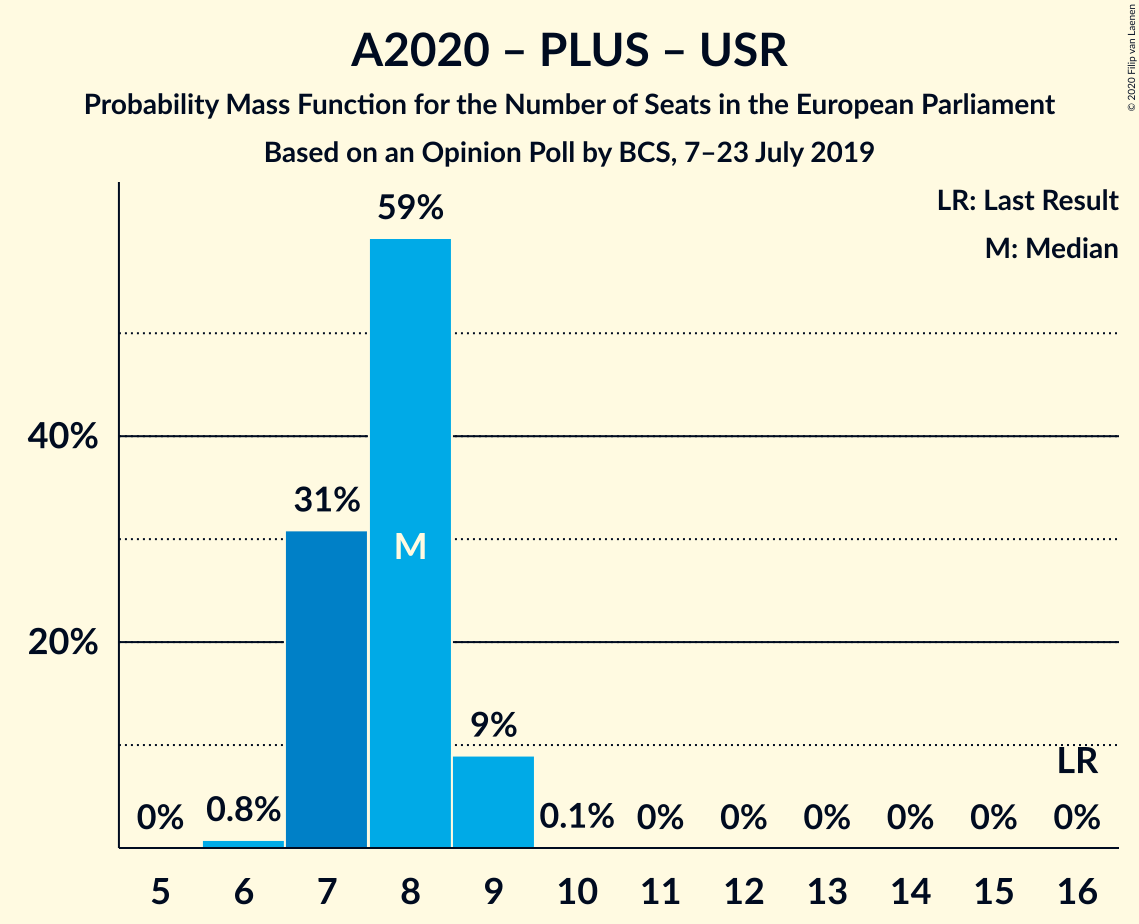 A2020 – PLUS – USR
Probability Mass Function for the Number of Seats in the European Parliament
Based on an Opinion Poll by BCS, 7–23 July 2019
© 2020 Filip van Laenen
LR: Last Result
M: Median
59%
40%
31%
M
20%
9%
LR
0% 0.8% 0.1% 0% 0% 0% 0% 0% 0%
5 6 7 8 9 10 11 12 13 14 15 16